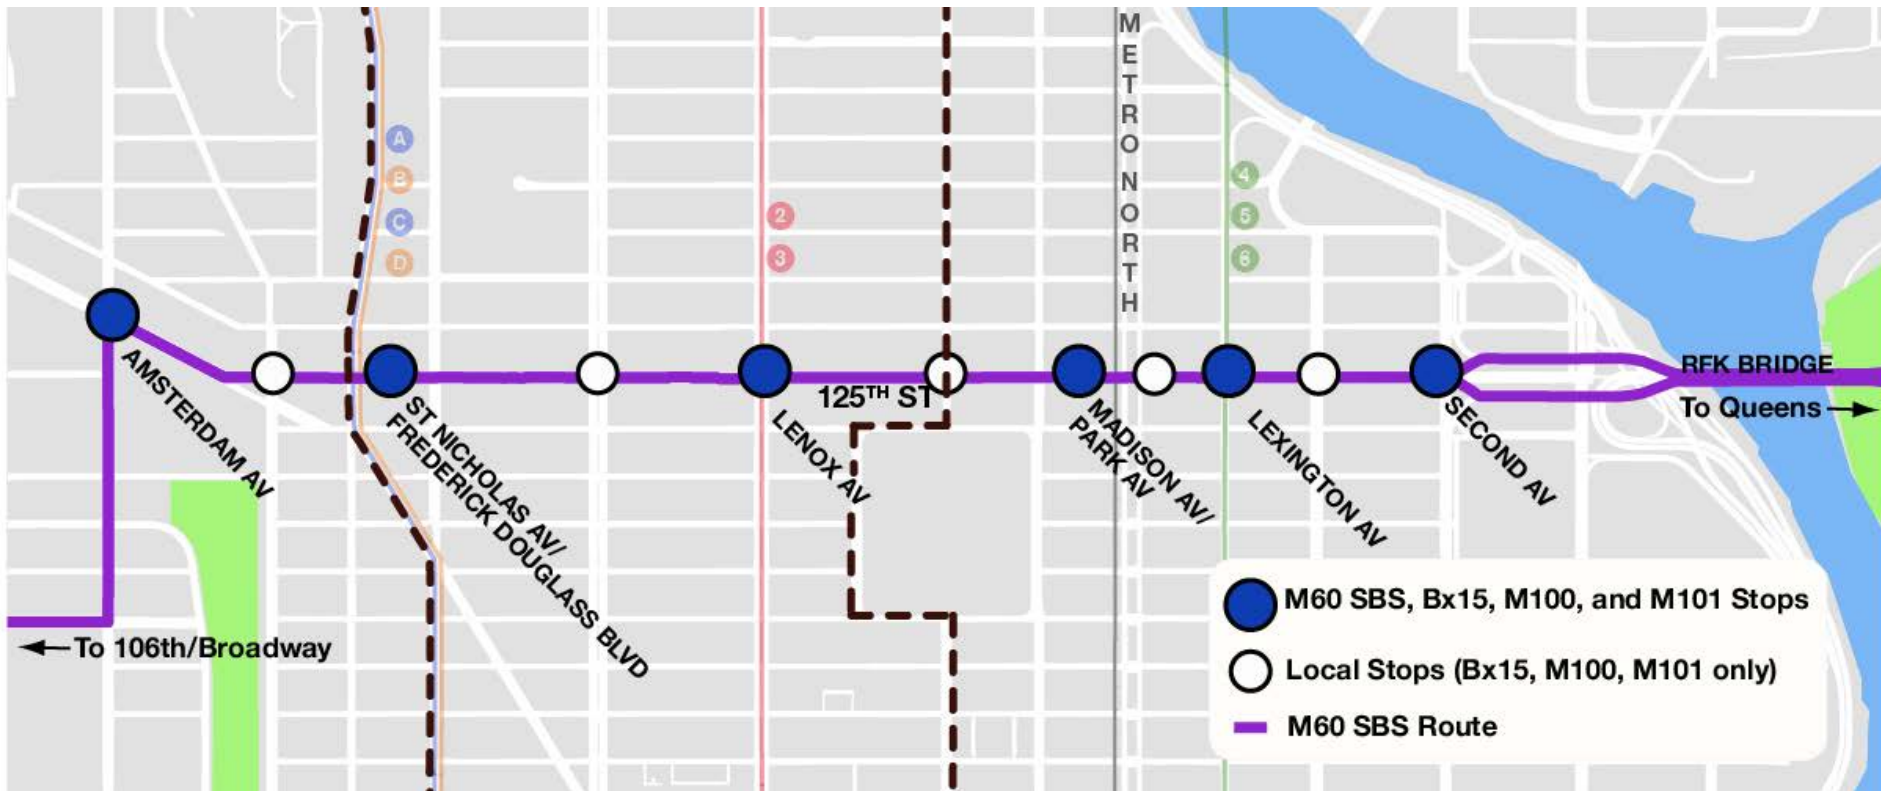 METRO NORTH
A
B
C
D
2
3
4
5
6
125TH ST
RFK BRIDGE
To Queens
AMSTERDAM AV
ST NICHOLAS AV/
FREDERICK DOUGLASS BLVD
LENOX AV
MADISON AV/
PARK AV
LEXINGTON AV
SECOND AV
To 106th/Broadway
M60 SBS, Bx15, M100, and M101 Stops
Local Stops (Bx15, M100, M101 only)
M60 SBS Route